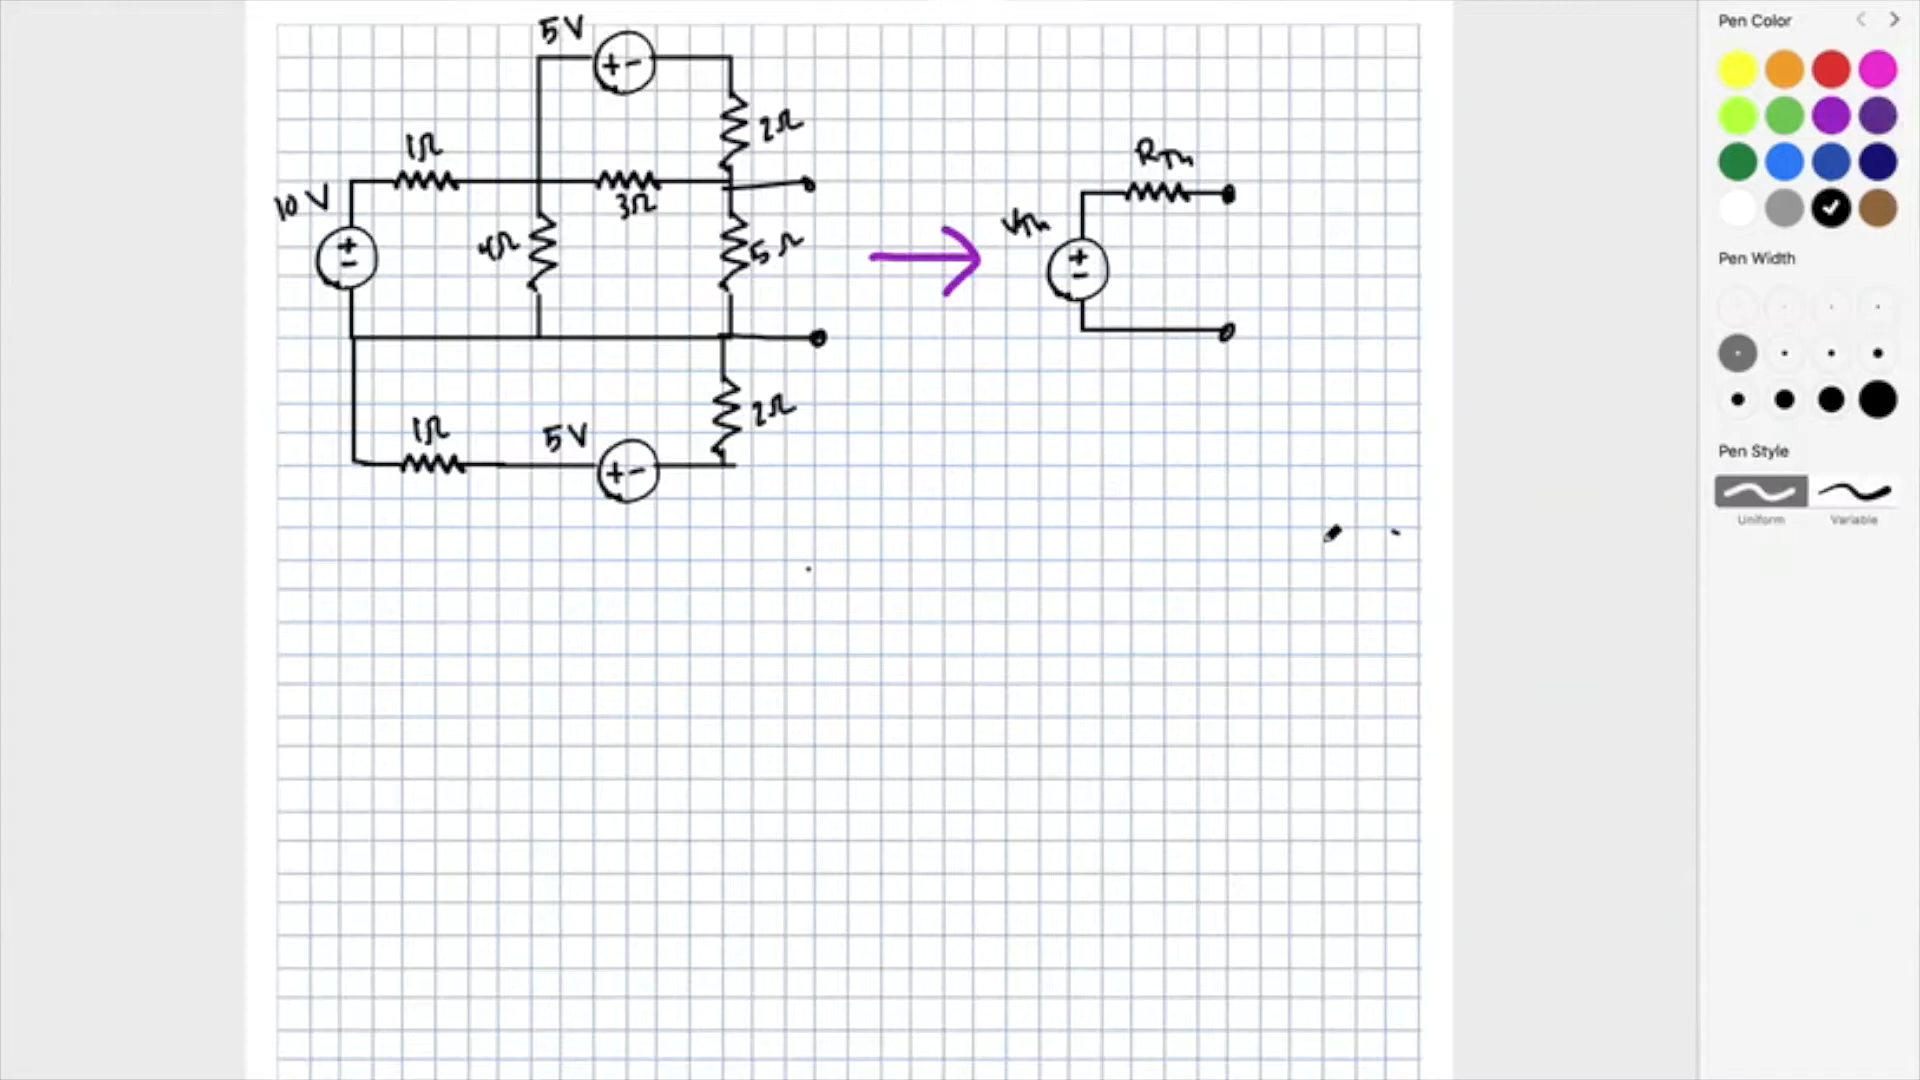 5V
2Ω
1Ω
RTh
10 V
3Ω
VTh
4Ω
5Ω
+ -
+
-
+
-
1Ω
5V
2Ω
+ -
Pen Color
Pen Width
Pen Style
Uniform
Variable